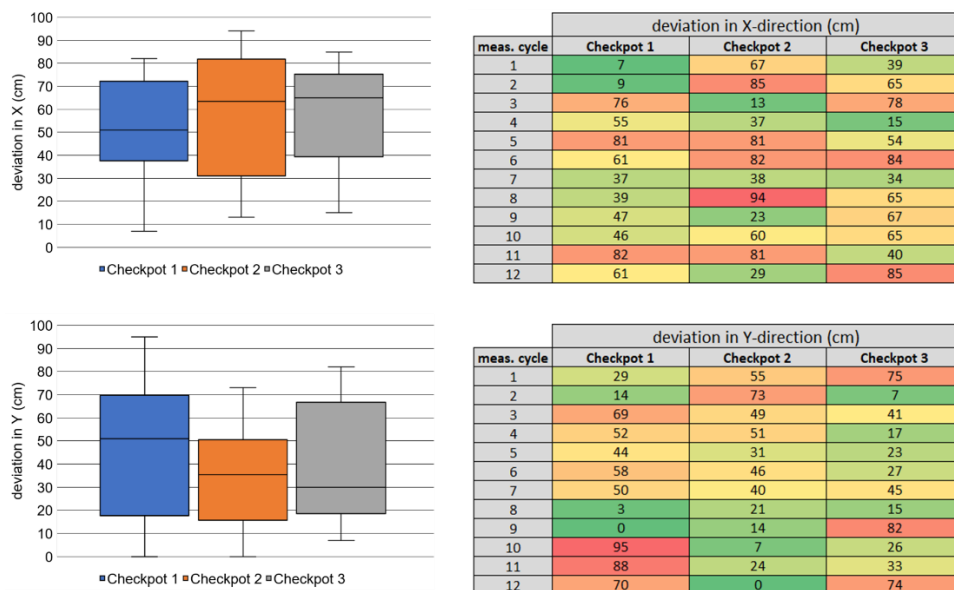 100
90
80
70
60
50
40
30
20
10
0
deviation in X (cm)
Checkpot 1 Checkpot 2 Checkpot 3
deviation in X-direction (cm)
meas. cycle Checkpot 1 Checkpot 2 Checkpot 3
1 7 67 39
2 9 85 65
3 76 13 78
4 55 37 15
5 81 81 54
6 61 82 84
7 37 38 34
8 39 94 65
9 47 23 67
10 46 60 65
11 82 81 40
12 61 29 85
100
90
80
70
60
50
40
30
20
10
0
deviation in Y (cm)
Checkpot 1 Checkpot 2 Checkpot 3
deviation in Y-direction (cm)
meas. cycle Checkpot 1 Checkpot 2 Checkpot 3
1 29 55 75
2 14 73 7
3 69 49 41
4 52 51 17
5 44 31 23
6 58 46 27
7 50 40 45
8 3 21 15
9 0 14 82
10 95 7 26
11 88 24 33
12 70 0 74